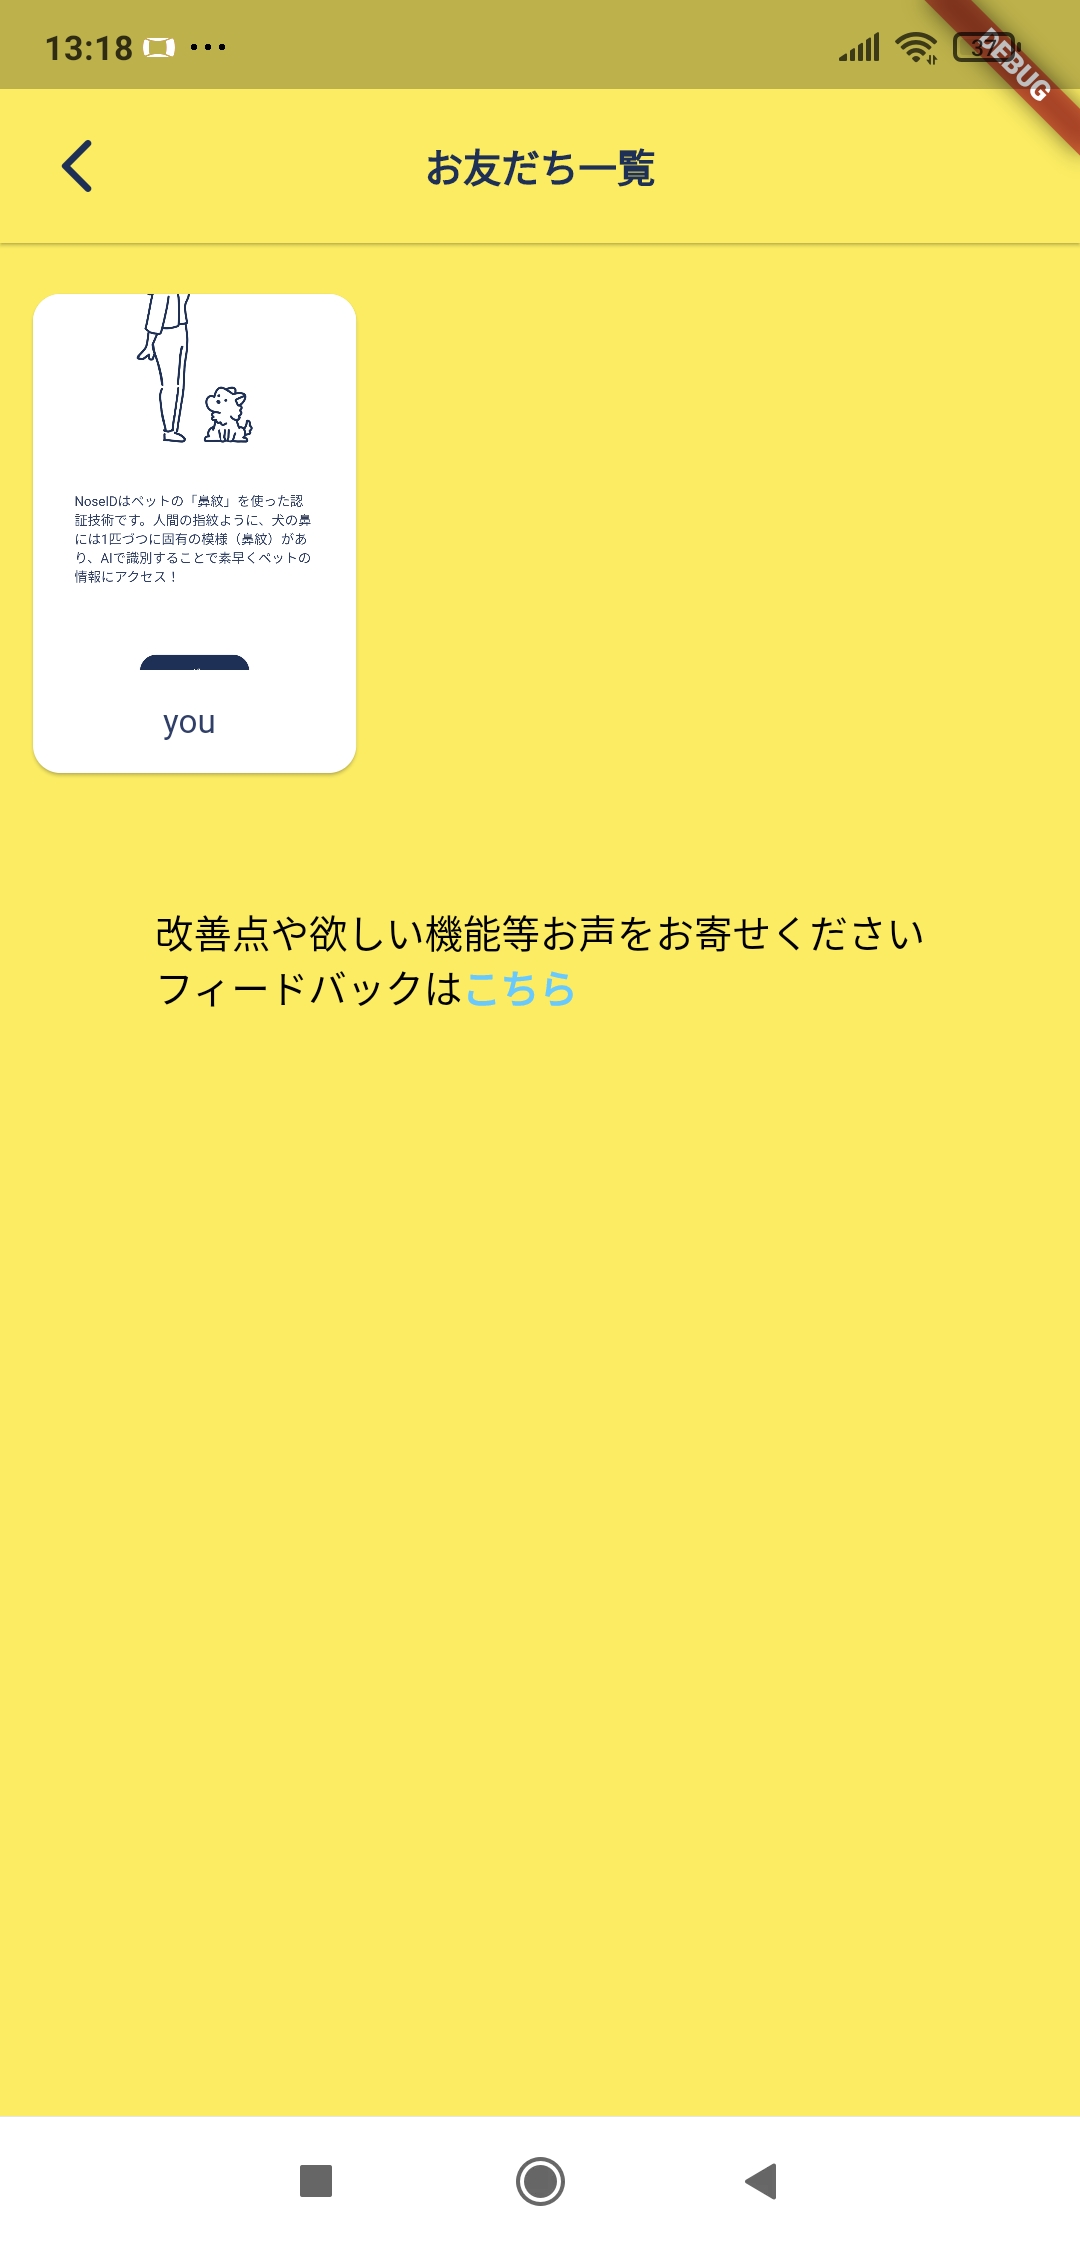 13:18
DEBUG
お友だち一覧
NoseIDはペットの「鼻紋」を使った認
証技術です。人間の指紋ように、犬の鼻
には1匹づつに固有の模様（鼻紋）があ
り、AIで識別することで素早くペットの
情報にアクセス！
you
改善点や欲しい機能等お声をお寄せください
フィードバックはこちら